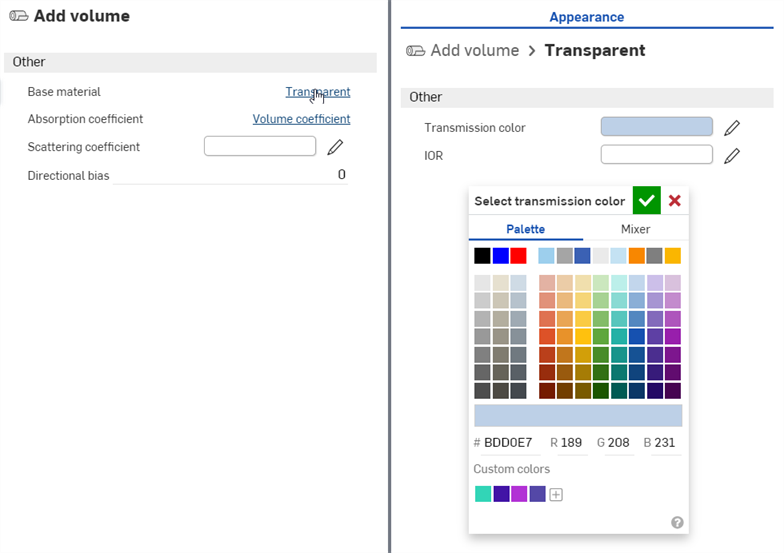 Add volume
Other
Base material Transparent
Absorption coefficient Volume coefficient
Scattering coefficient
Directional bias 0
Appearance
Add volume > Transparent
Other
Transmission color
IOR
Select transmission color
Palette Mixer
# BDD0E7 R 189 G 208 B 231
Custom colors
?